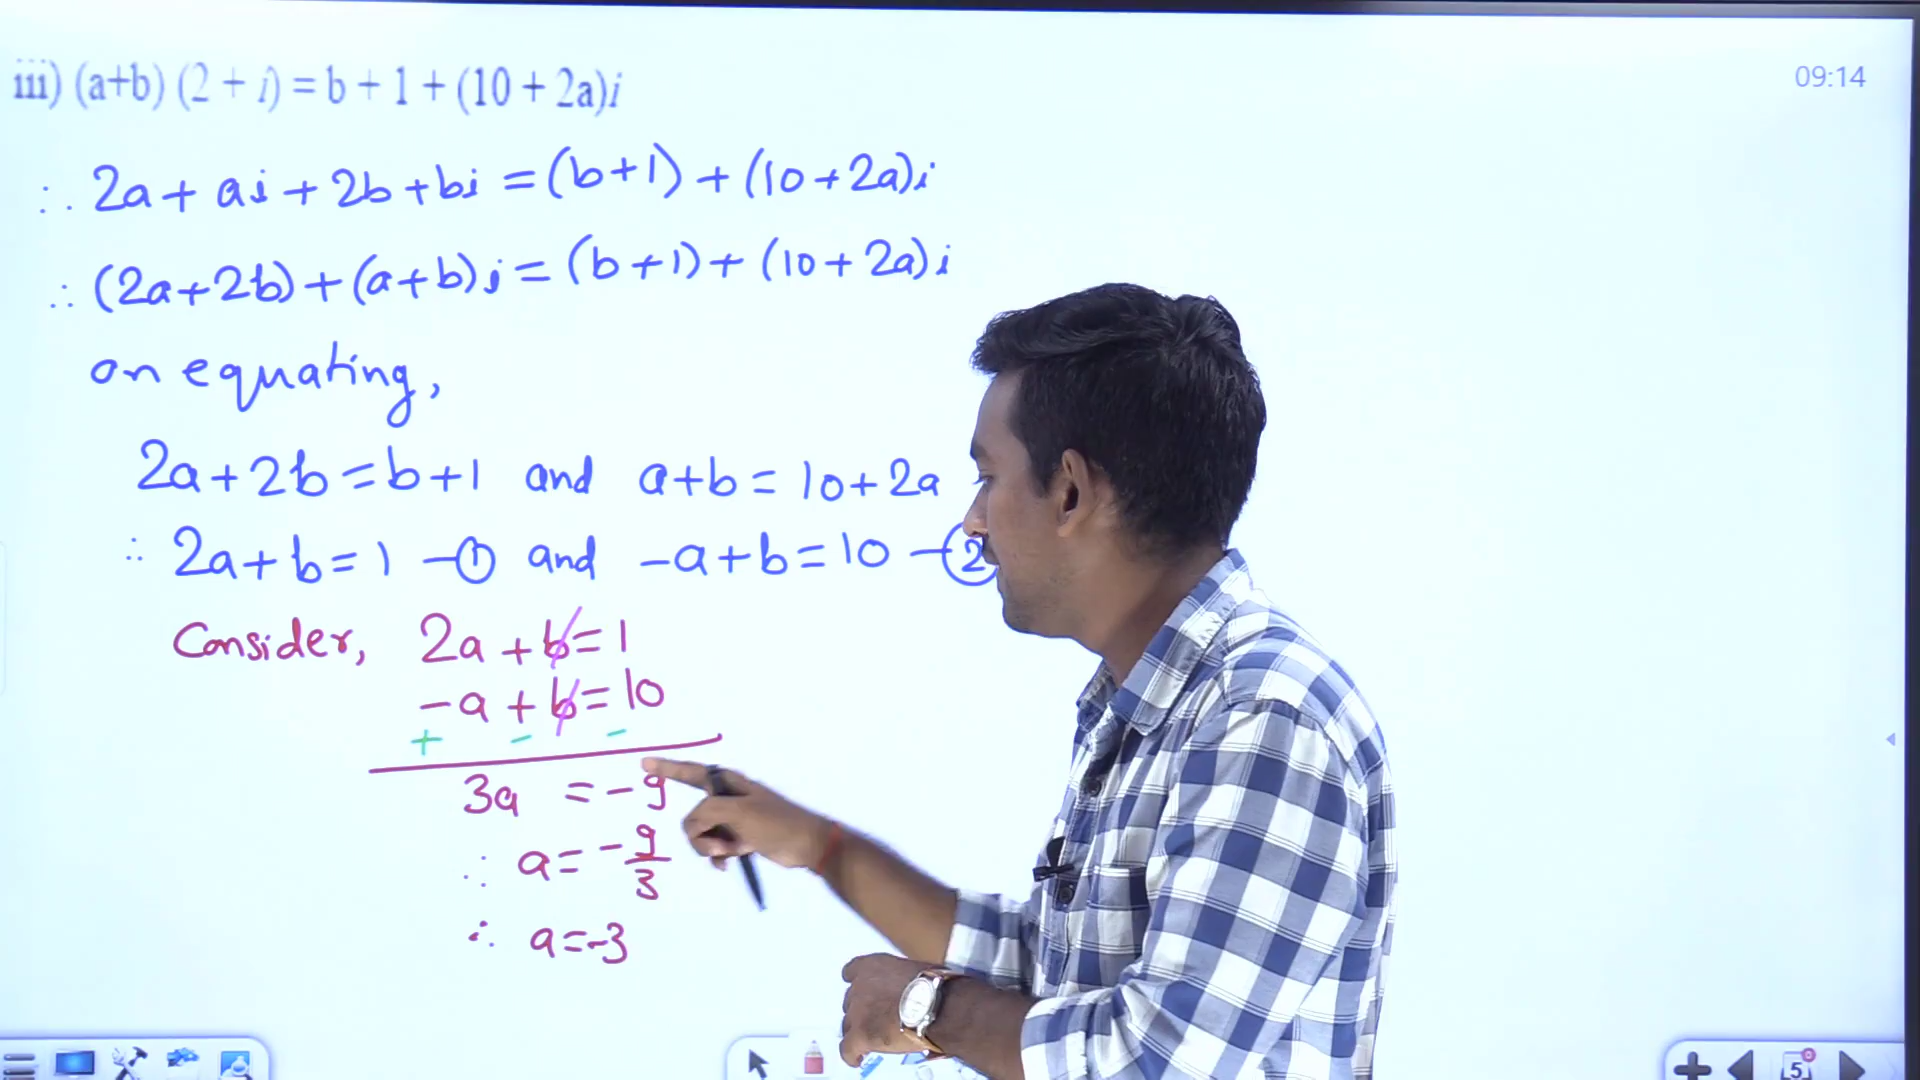 iii) (a+b) (2 + i) = b + 1 + (10 + 2a)i
09:14
∴ 2a + ai + 2b + bi = (b+1) + (10+2a)i
∴ (2a+2b) + (a+b)i = (b+1) + (10+2a)i
on equating,
2a+2b = b+1 and a+b = 10+2a
∴ 2a+b = 1 — ① and -a+b = 10 — ②
Consider, 2a + b = 1
-a + b = 10
+ - -
3a = -9
∴ a = -9/3
∴ a = -3
5